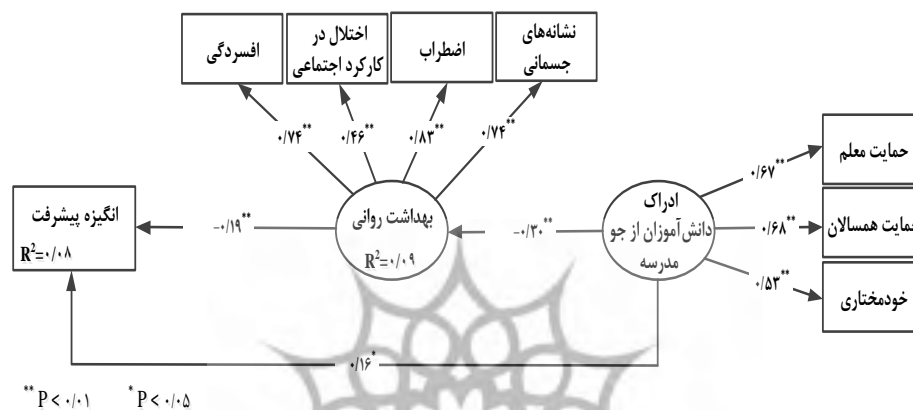 افسردگی
اختلال در
کارکرد اجتماعی
اضطراب
نشانه‌های
جسمانی
۰/۷۴**
۰/۴۶**
۰/۸۳**
۰/۷۴**
حمایت معلم
۰/۶۷**
انگیزه پیشرفت
R²=۰/۰۸
-۰/۱۹**
بهداشت روانی
R²=۰/۰۹
-۰/۳۰**
ادراک
دانش‌آموزان از جو
مدرسه
۰/۶۸**
حمایت همسالان
۰/۵۳**
خودمختاری
۰/۱۶*
** P < ۰/۰۱ * P < ۰/۰۵